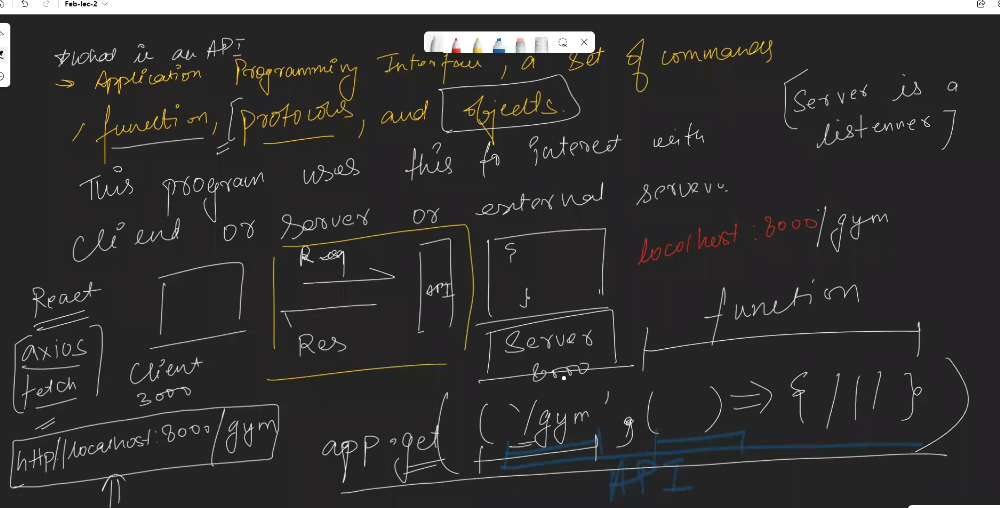 Feb-lec-2
*What is an API
→ Application Programming Interface, a set of commands
, function, [protocols, and objects.
[Server is a
listenner]
This program uses this to interect with
cliend or server or external server.
localhost:8000/gym
React
axios
fetch
Client
3000
Req
Res
API
{
}
Server
8000
function
http//localhost:8000/gym
app.get(('/gym', ( ) => { /// })
API